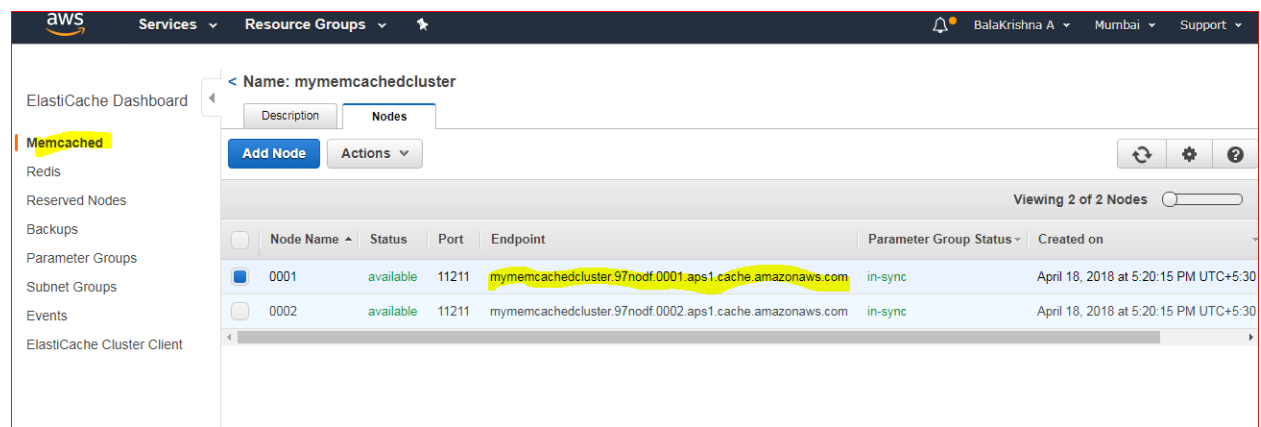 aws Services Resource Groups BalaKrishna A Mumbai Support
ElastiCache Dashboard
Memcached
Redis
Reserved Nodes
Backups
Parameter Groups
Subnet Groups
Events
ElastiCache Cluster Client
< Name: mymemcachedcluster
Description Nodes
Add Node Actions
Viewing 2 of 2 Nodes
Node Name Status Port Endpoint Parameter Group Status Created on
0001 available 11211 mymemcachedcluster.97nodf.0001.aps1.cache.amazonaws.com in-sync April 18, 2018 at 5:20:15 PM UTC+5:30
0002 available 11211 mymemcachedcluster.97nodf.0002.aps1.cache.amazonaws.com in-sync April 18, 2018 at 5:20:15 PM UTC+5:30